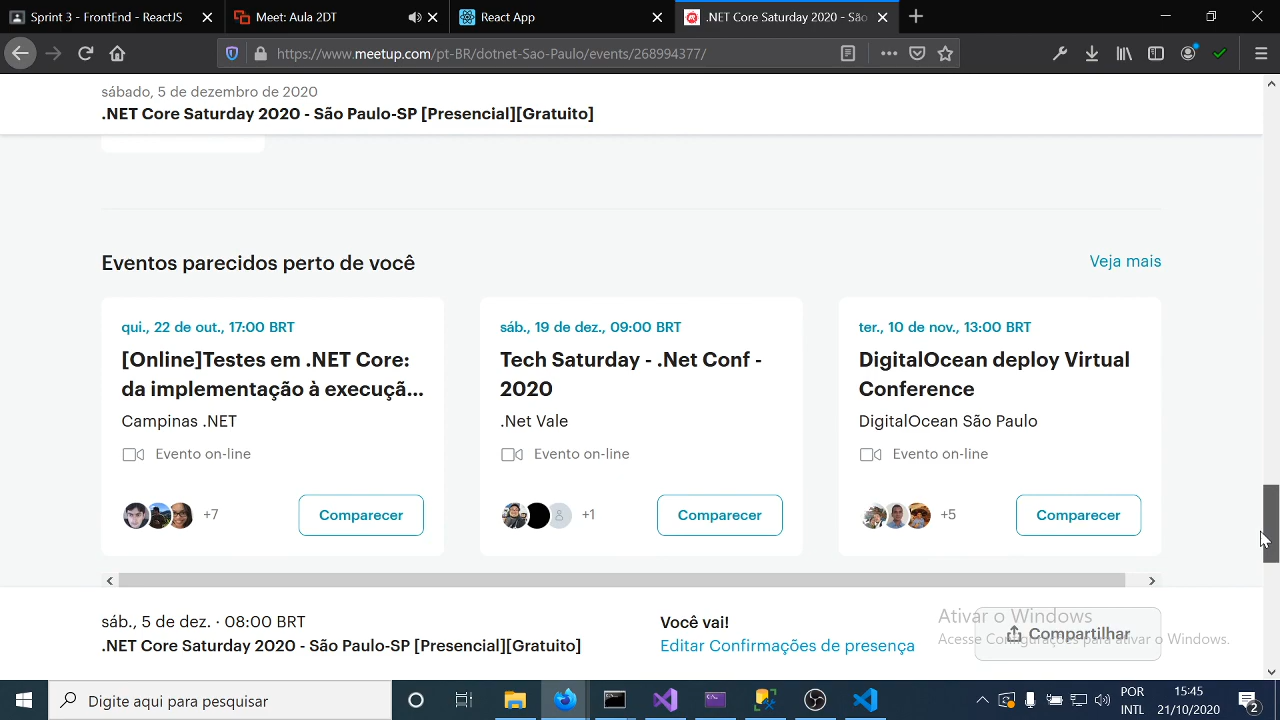 Sprint 3 - FrontEnd - ReactJS
Meet: Aula 2DT
React App
.NET Core Saturday 2020 - São
https://www.meetup.com/pt-BR/dotnet-Sao-Paulo/events/268994377/
sábado, 5 de dezembro de 2020
.NET Core Saturday 2020 - São Paulo-SP [Presencial][Gratuito]
Eventos parecidos perto de você
Veja mais
qui., 22 de out., 17:00 BRT
[Online]Testes em .NET Core:
da implementação à execuçã...
Campinas .NET
Evento on-line
+7
Comparecer
sáb., 19 de dez., 09:00 BRT
Tech Saturday - .Net Conf -
2020
.Net Vale
Evento on-line
+1
Comparecer
ter., 10 de nov., 13:00 BRT
DigitalOcean deploy Virtual
Conference
DigitalOcean São Paulo
Evento on-line
+5
Comparecer
sáb., 5 de dez. · 08:00 BRT
.NET Core Saturday 2020 - São Paulo-SP [Presencial][Gratuito]
Você vai!
Editar Confirmações de presença
Compartilhar
Ativar o Windows
Acesse Configurações para ativar o Windows.
Digite aqui para pesquisar
POR
INTL
15:45
21/10/2020
2